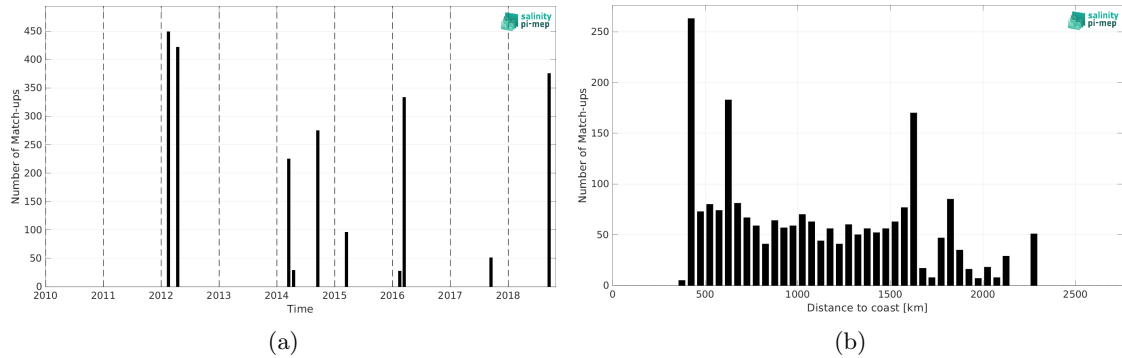 salinity
pi-mep
450
400
350
300
250
200
150
100
50
0
Number of Match-ups
2010 2011 2012 2013 2014 2015 2016 2017 2018
Time
(a)
salinity
pi-mep
250
200
150
100
50
0
Number of Match-ups
0 500 1000 1500 2000 2500
Distance to coast [km]
(b)